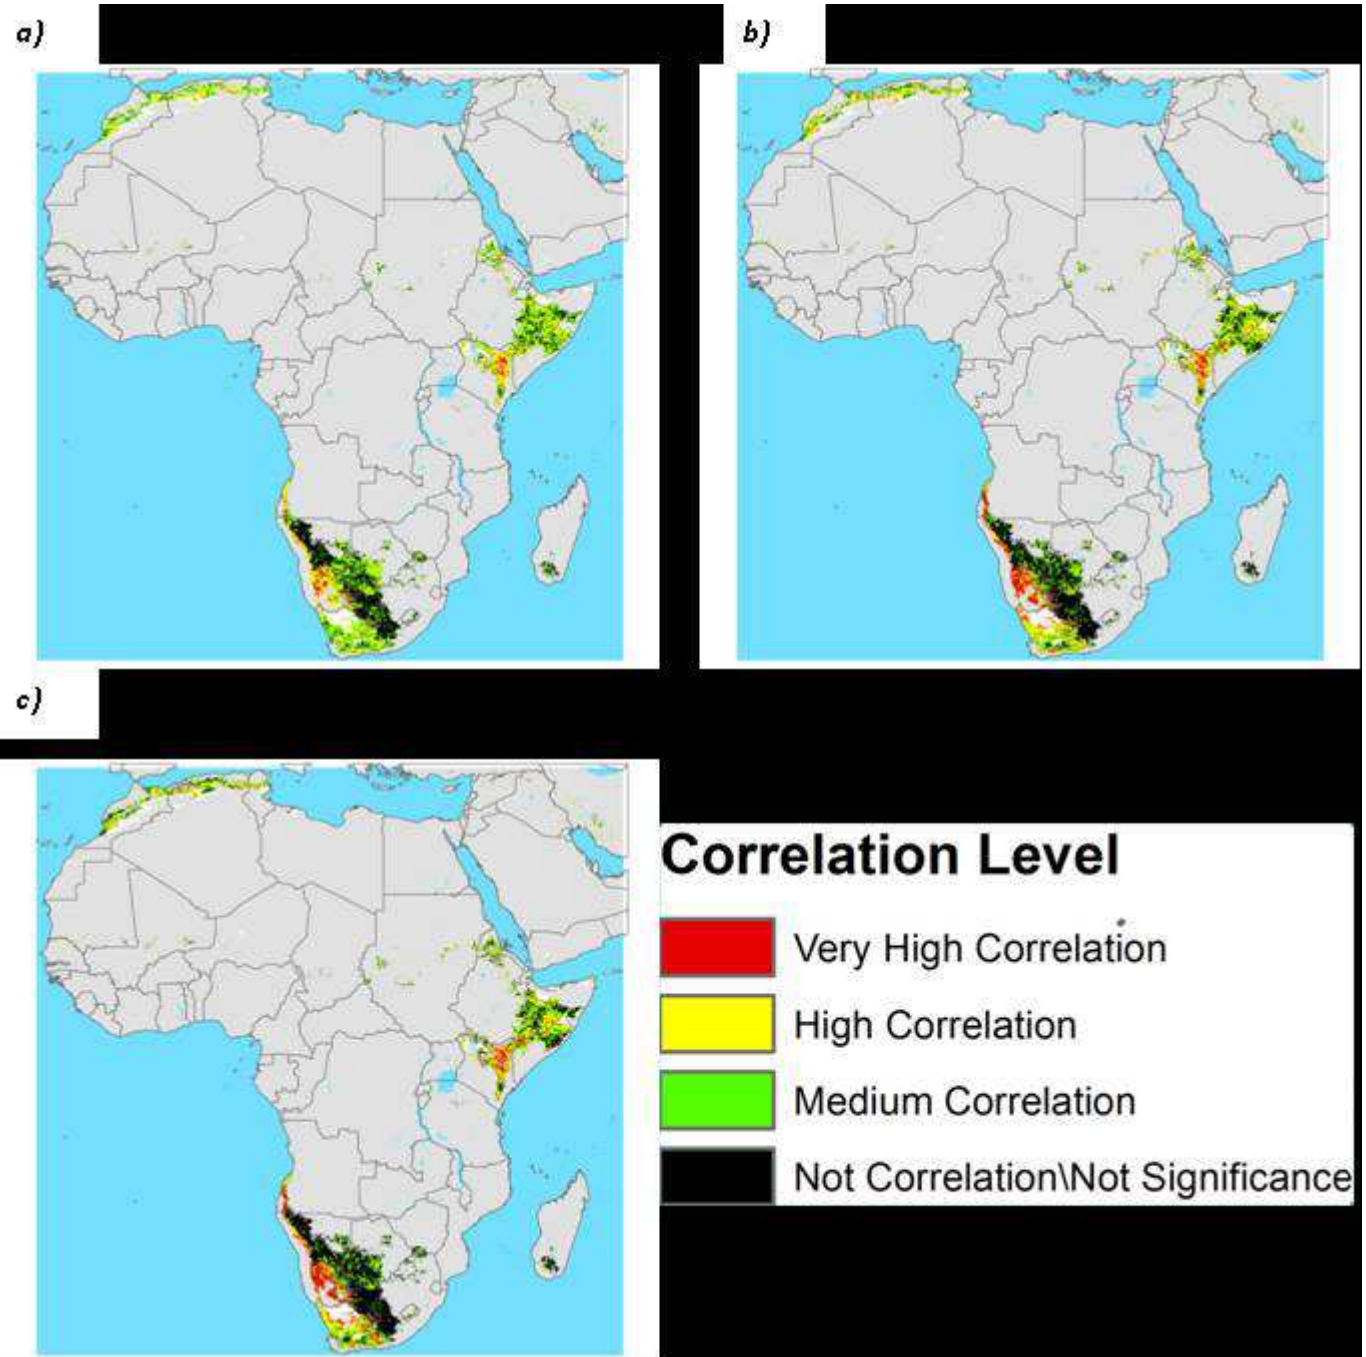 a)
b)
c)
Correlation Level
Very High Correlation
High Correlation
Medium Correlation
Not Correlation\Not Significance